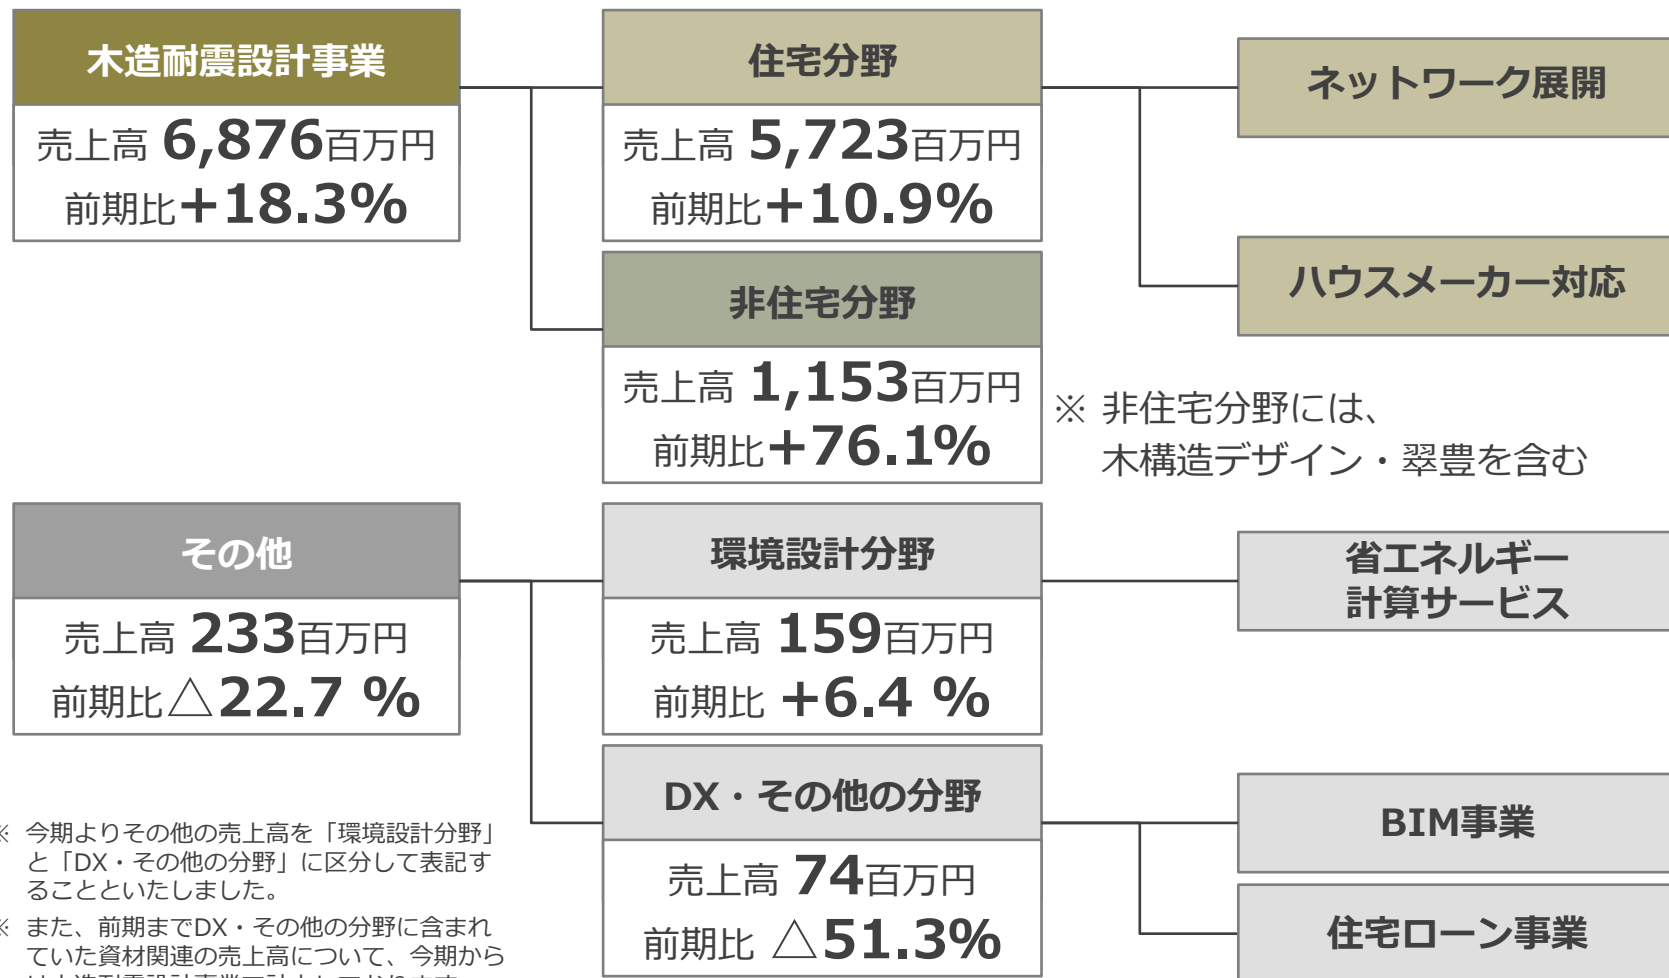 木造耐震設計事業
売上高 6,876百万円
前期比+18.3%
住宅分野
売上高 5,723百万円
前期比+10.9%
ネットワーク展開
ハウスメーカー対応
非住宅分野
売上高 1,153百万円
前期比+76.1%
※ 非住宅分野には、
木構造デザイン・翠豊を含む
その他
売上高 233百万円
前期比△22.7 %
環境設計分野
売上高 159百万円
前期比 +6.4 %
省エネルギー
計算サービス
DX・その他の分野
売上高 74百万円
前期比 △51.3%
BIM事業
住宅ローン事業
※ 今期よりその他の売上高を「環境設計分野」
と「DX・その他の分野」に区分して表記す
ることといたしました。
※ また、前期までDX・その他の分野に含まれ
ていた資材関連の売上高について、今期から